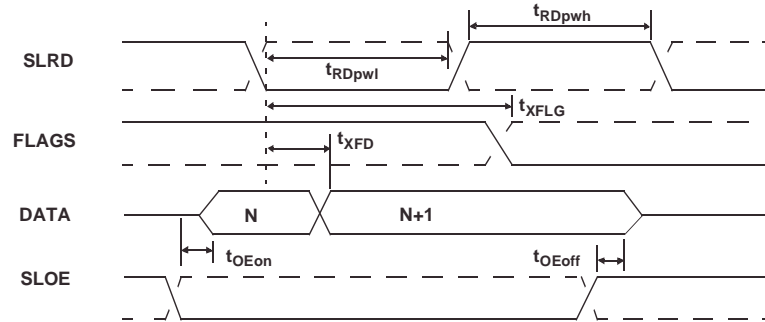 tRDpwh
SLRD
tRDpwl
tXFLG
FLAGS
tXFD
DATA
N
N+1
tOEon
tOEoff
SLOE